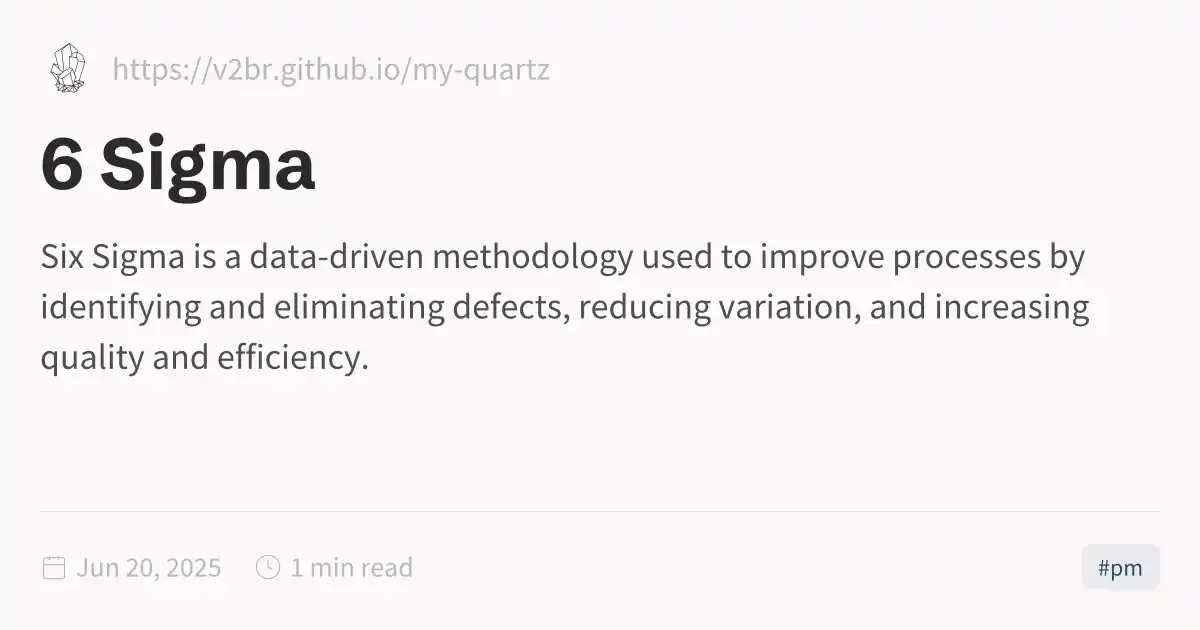 https://v2br.github.io/my-quartz
6 Sigma
Six Sigma is a data-driven methodology used to improve processes by
identifying and eliminating defects, reducing variation, and increasing
quality and efficiency.
Jun 20, 2025 1 min read
#pm